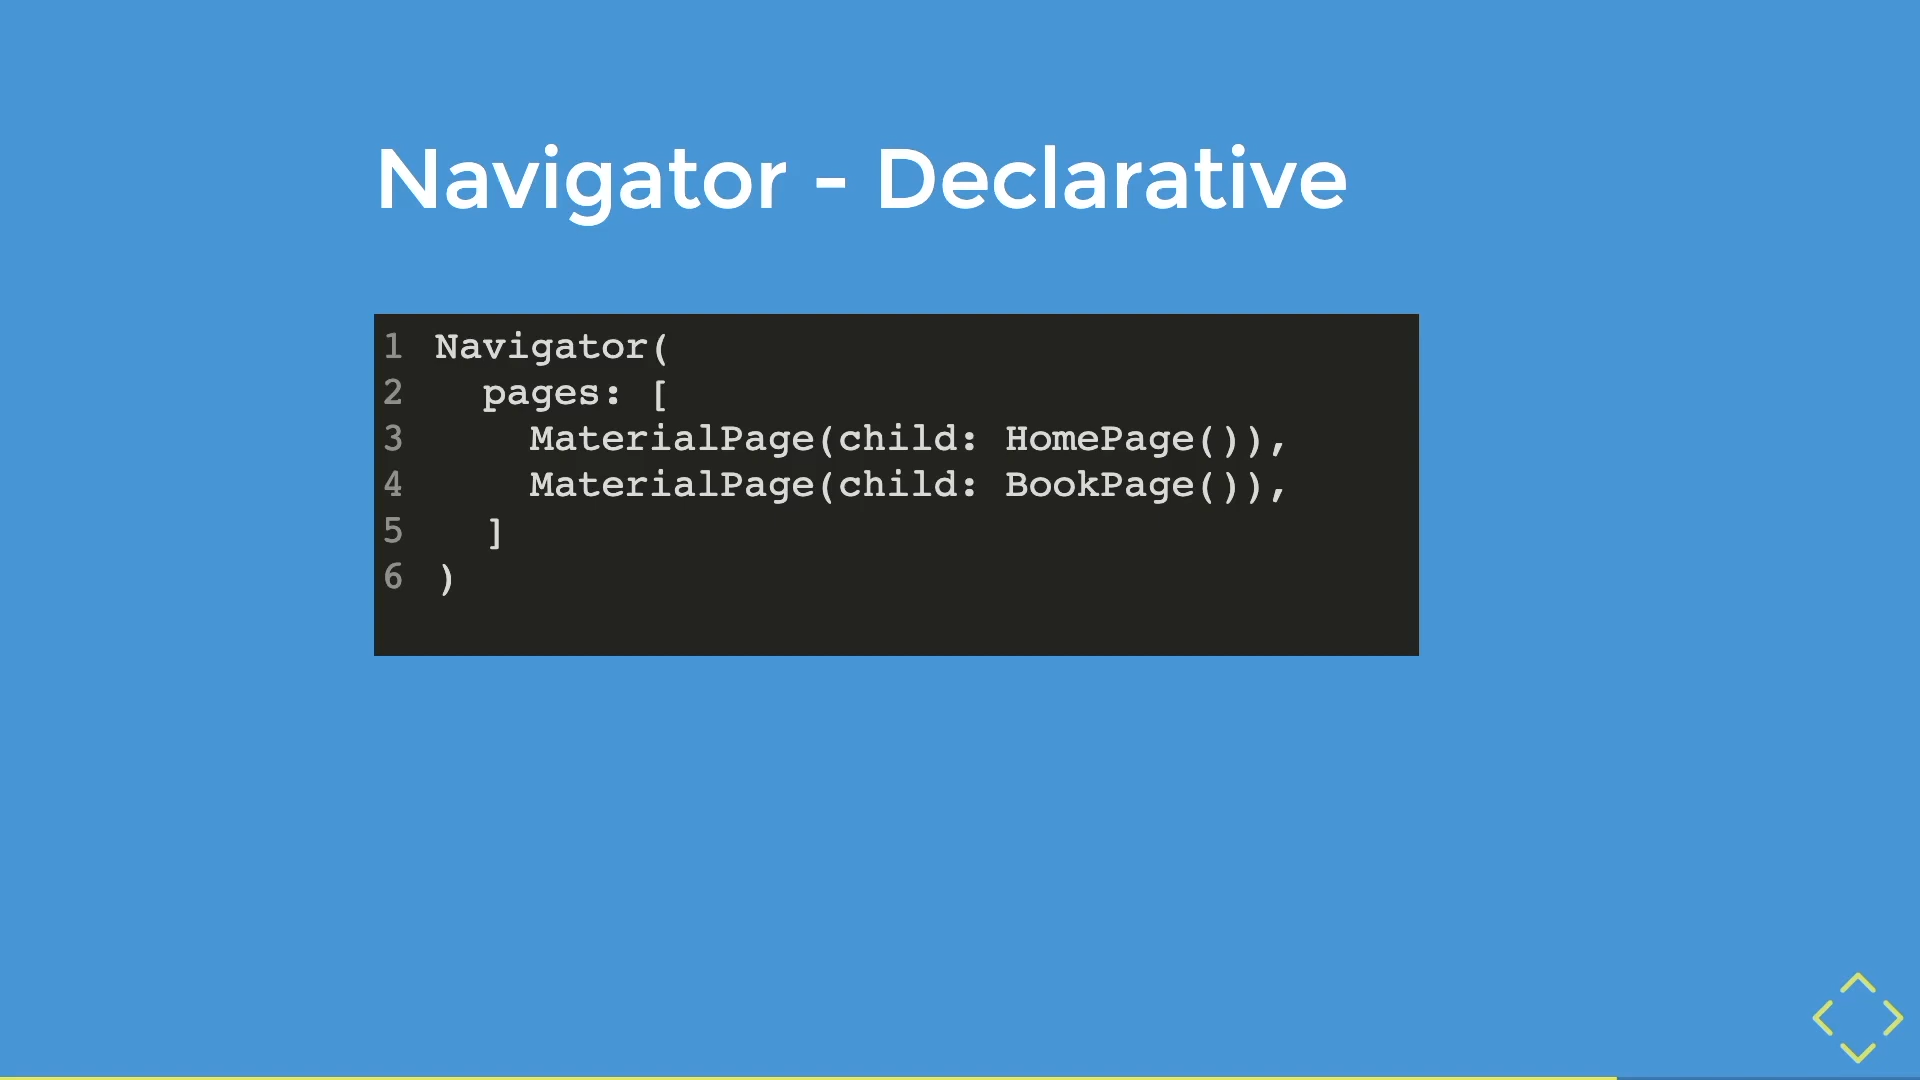 Navigator - Declarative
1 Navigator(
2   pages: [
3     MaterialPage(child: HomePage()),
4     MaterialPage(child: BookPage()),
5   ]
6 )